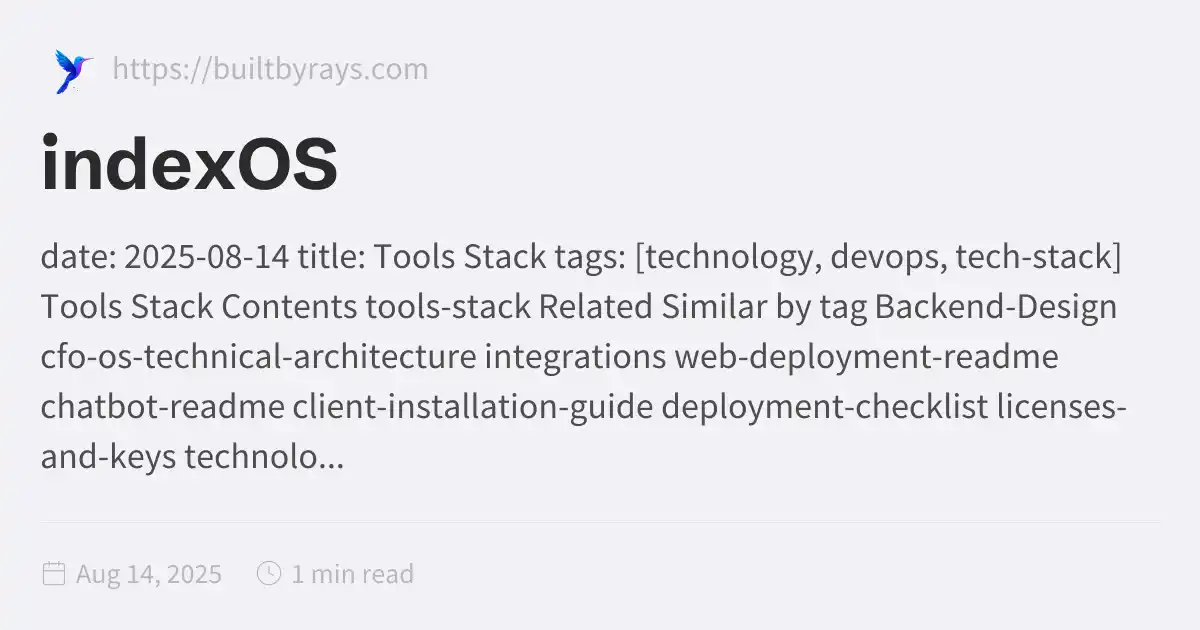 https://builtbyrays.com
indexOS
date: 2025-08-14 title: Tools Stack tags: [technology, devops, tech-stack]
Tools Stack Contents tools-stack Related Similar by tag Backend-Design
cfo-os-technical-architecture integrations web-deployment-readme
chatbot-readme client-installation-guide deployment-checklist licenses-
and-keys technolo...
Aug 14, 2025 1 min read